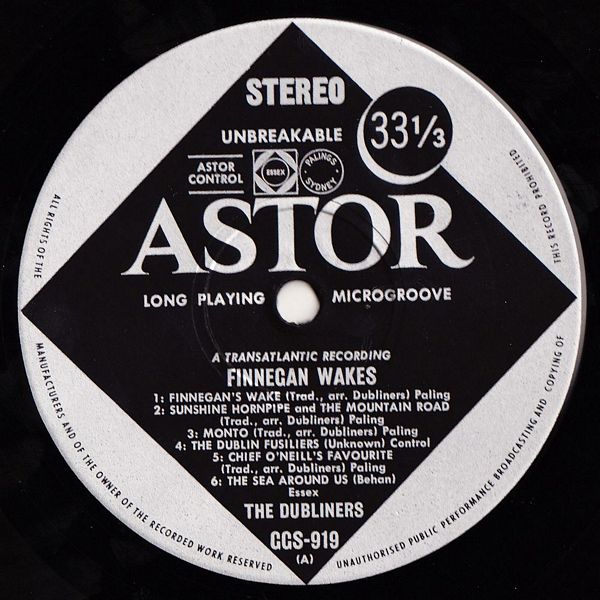 STEREO
UNBREAKABLE
33 1/3
ASTOR
CONTROL
ESSEX
PALINGS
SYDNEY
ASTOR
LONG PLAYING MICROGROOVE
A TRANSATLANTIC RECORDING
FINNEGAN WAKES
1: FINNEGAN'S WAKE (Trad., arr. Dubliners) Paling
2: SUNSHINE HORNPIPE and THE MOUNTAIN ROAD
(Trad., arr. Dubliners) Paling
3: MONTO (Trad., arr. Dubliners) Paling
4: THE DUBLIN FUSILIERS (Unknown) Control
5: CHIEF O'NEILL'S FAVOURITE
(Trad., arr. Dubliners) Paling
6: THE SEA AROUND US (Behan)
Essex
THE DUBLINERS
GGS-919
(A)
ALL RIGHTS OF THE
MANUFACTURERS AND OF THE OWNER OF THE RECORDED WORK RESERVED
UNAUTHORISED PUBLIC PERFORMANCE BROADCASTING AND COPYING OF
THIS RECORD PROHIBITED